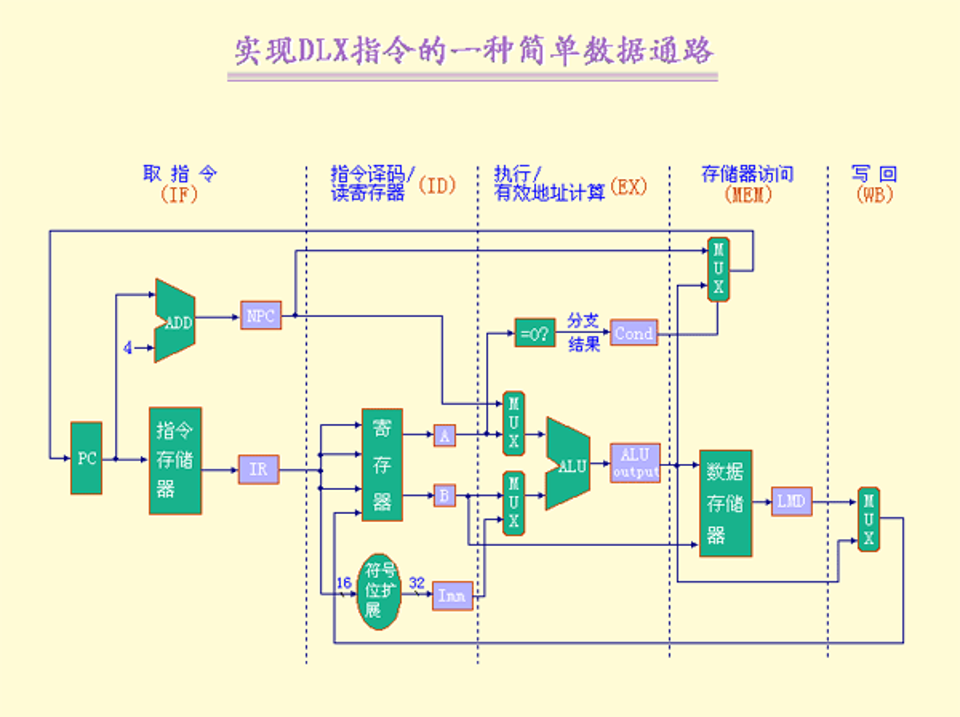 实现DLX指令的一种简单数据通路
取 指 令
(IF)
指令译码/
读寄存器
(ID)
执行/
有效地址计算
(EX)
存储器访问
(MEM)
写 回
(WB)
M
U
X
ADD
4
NPC
=0?
分支
结果
Cond
PC
指令
存储
器
IR
寄
存
器
A
B
M
U
X
M
U
X
ALU
ALU
output
数据
存储
器
LMD
M
U
X
16
符号
位扩
展
32
Imm